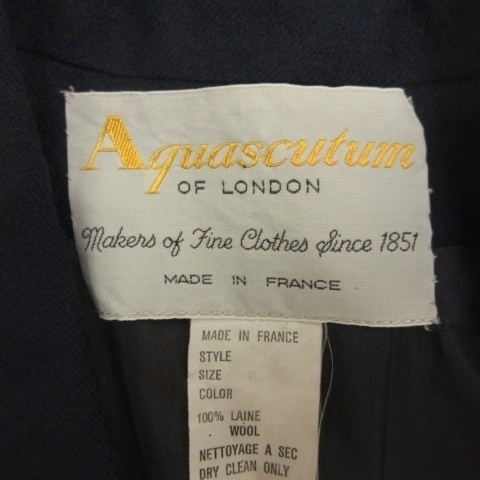 Aquascutum
OF LONDON
Makers of Fine Clothes Since 1851
MADE IN FRANCE
MADE IN FRANCE
STYLE
SIZE
COLOR
100% LAINE
WOOL
NETTOYAGE A SEC
DRY CLEAN ONLY